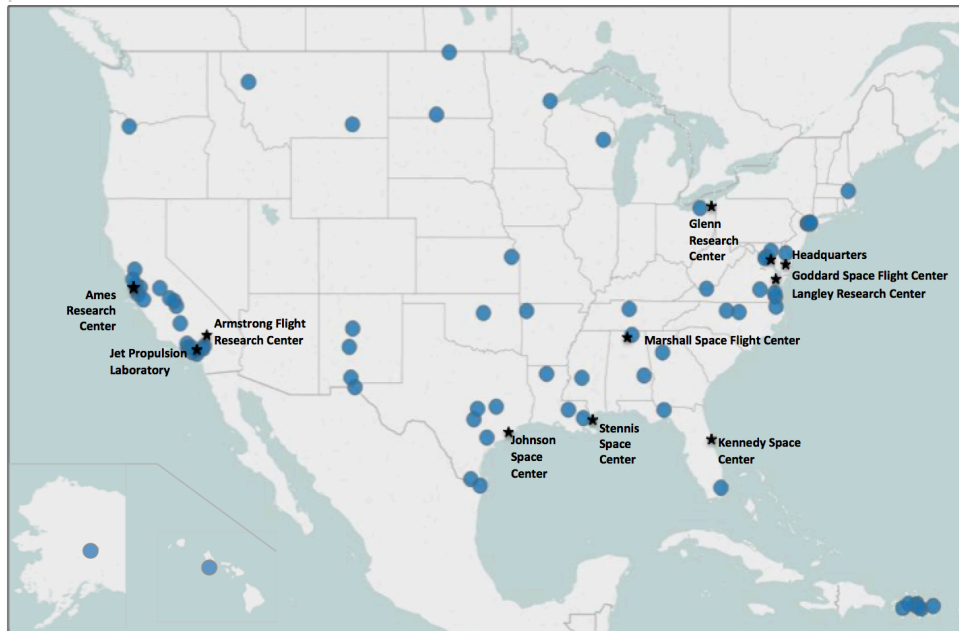 Glenn
Research
Center
Headquarters
Goddard Space Flight Center
Langley Research Center
Ames
Research
Center
Armstrong Flight
Research Center
Jet Propulsion
Laboratory
Marshall Space Flight Center
Johnson
Space
Center
Stennis
Space
Center
Kennedy Space
Center